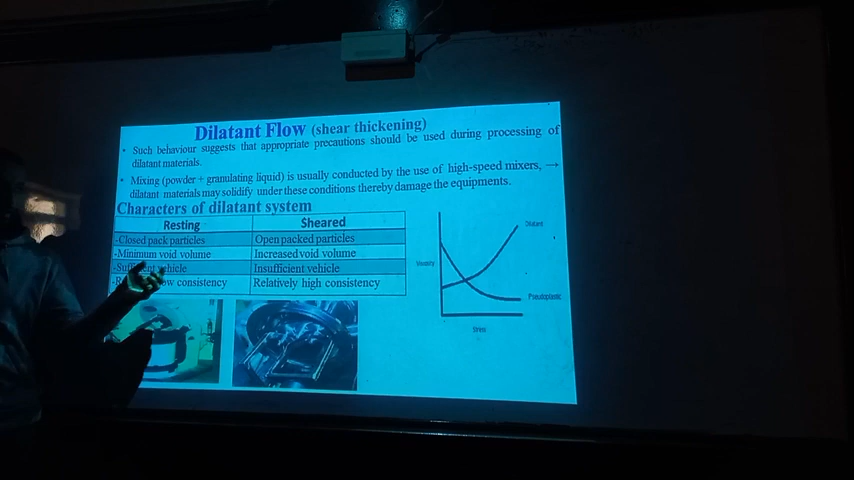 Dilatant Flow (shear thickening)
• Such behaviour suggests that appropriate precautions should be used during processing of
dilatant materials.
• Mixing (powder + granulating liquid) is usually conducted by the use of high-speed mixers, →
dilatant materials may solidify under these conditions thereby damage the equipments.
Characters of dilatant system
Resting Sheared
-Closed pack particles Open packed particles
-Minimum void volume Increased void volume
vehicle Insufficient vehicle
consistency Relatively high consistency
Dilatant
Viscosity
Pseudoplastic
Stress